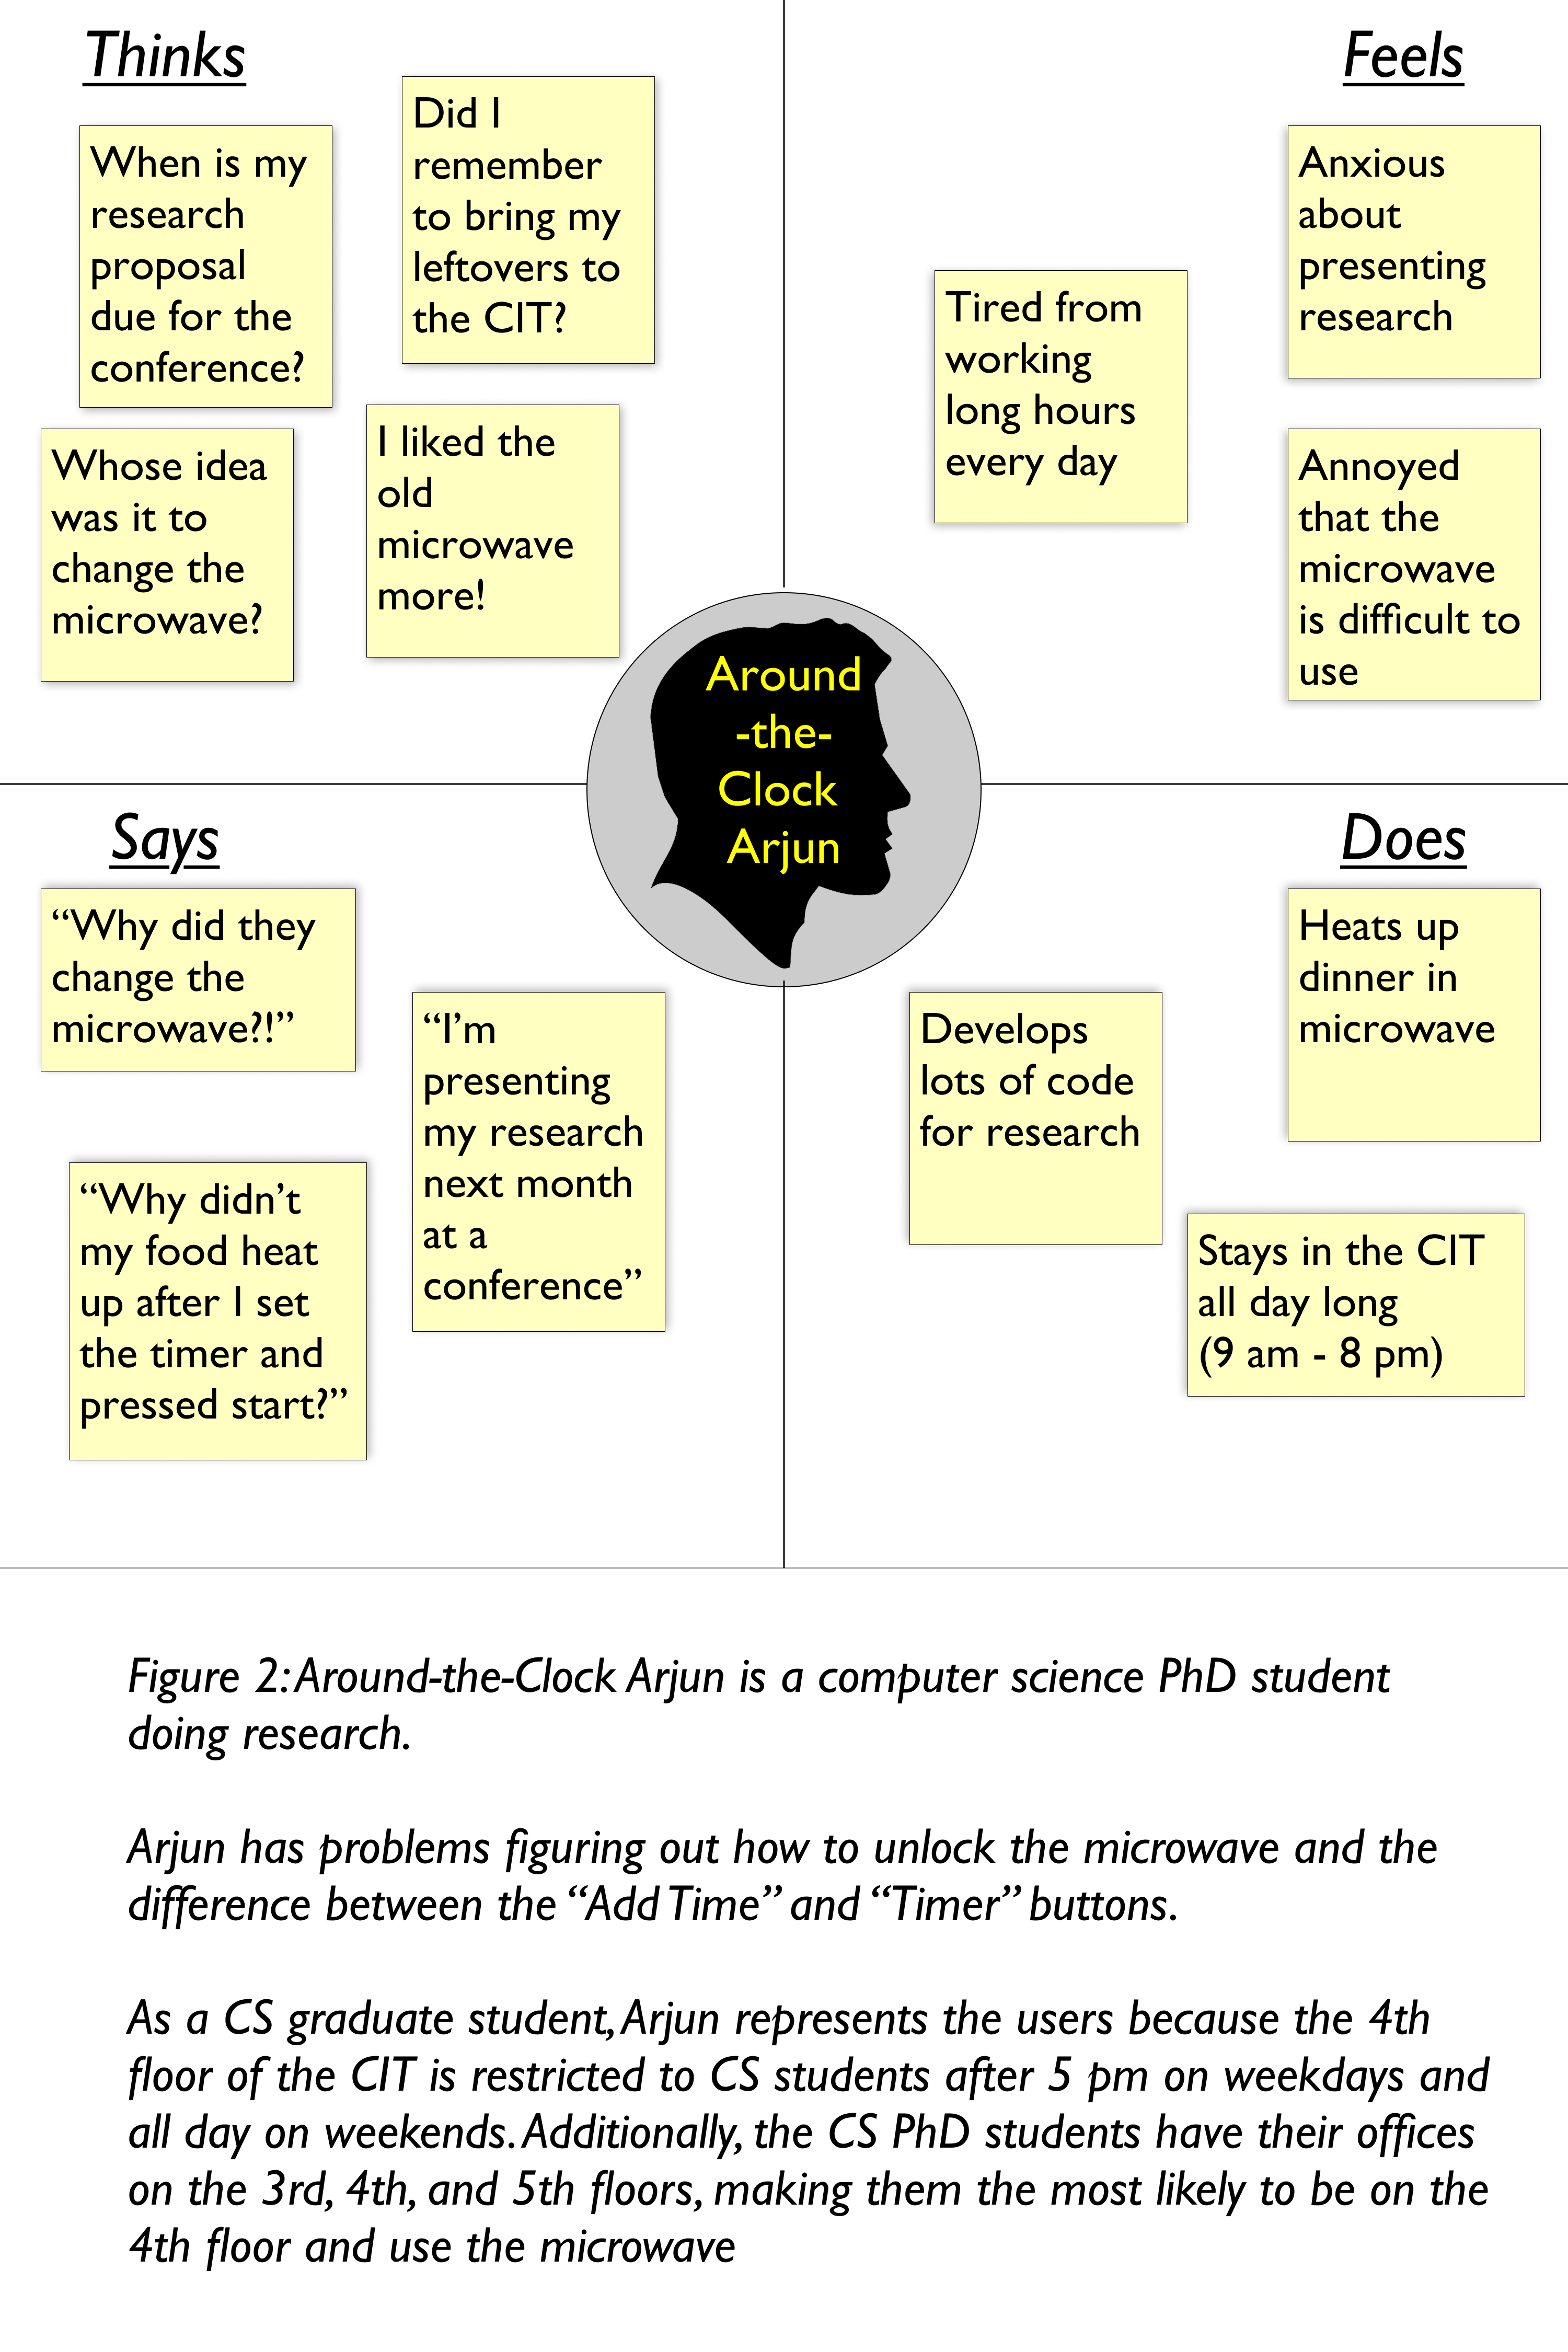 Thinks
When is my
research
proposal
due for the
conference?
Did I
remember
to bring my
leftovers to
the CIT?
Whose idea
was it to
change the
microwave?
I liked the
old
microwave
more!
Feels
Tired from
working
long hours
every day
Anxious
about
presenting
research
Annoyed
that the
microwave
is difficult to
use
Around
-the-
Clock
Arjun
Says
“Why did they
change the
microwave?!”
“I’m
presenting
my research
next month
at a
conference”
“Why didn’t
my food heat
up after I set
the timer and
pressed start?”
Does
Develops
lots of code
for research
Heats up
dinner in
microwave
Stays in the CIT
all day long
(9 am - 8 pm)
Figure 2: Around-the-Clock Arjun is a computer science PhD student
doing research.
Arjun has problems figuring out how to unlock the microwave and the
difference between the “Add Time” and “Timer” buttons.
As a CS graduate student, Arjun represents the users because the 4th
floor of the CIT is restricted to CS students after 5 pm on weekdays and
all day on weekends. Additionally, the CS PhD students have their offices
on the 3rd, 4th, and 5th floors, making them the most likely to be on the
4th floor and use the microwave